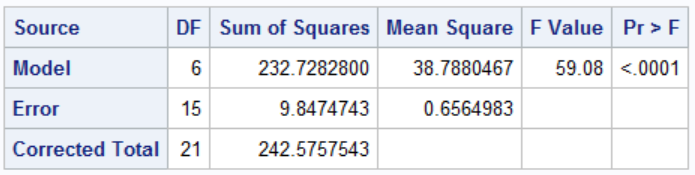 Source DF Sum of Squares Mean Square F Value Pr > F
Model 6 232.7282800 38.7880467 59.08 <.0001
Error 15 9.8474743 0.6564983
Corrected Total 21 242.5757543